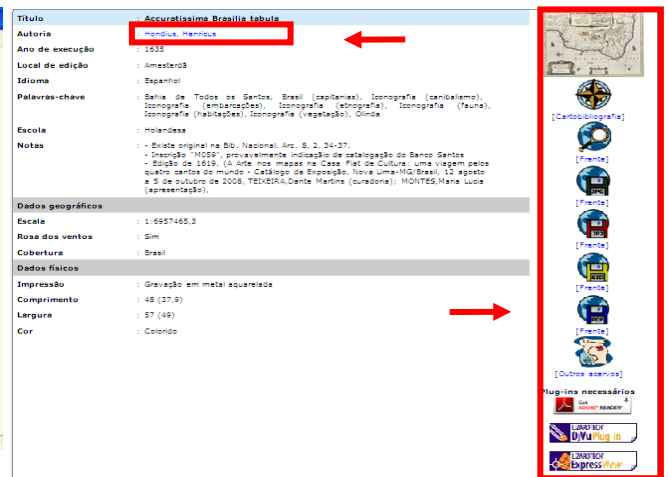 Título : Accuratissima Brasilia tabula
Autoria : Hondius, Henricus
Ano de execução : 1635
Local de edição : Amesterdã
Idioma : Espanhol
Palavras-chave : Bahia de Todos os Santos, Brasil (capitanias), Iconografia (canibalismo),
Iconografia (embarcações), Iconografia (etnografia), Iconografia (fauna),
Iconografia (habitações), Iconografia (vegetação), Olinda
Escola : Holandesa
Notas : - Existe original na Bib. Nacional. Arc. 8, 2, 34-37.
- Inscrição "M059", provavelmente indicação de catalogação do Banco Santos
- Edição de 1619. (A Arte nos mapas na Casa Fiat de Cultura: uma viagem pelos
quatro cantos do mundo - Catálogo da Exposição, Nova Lima-MG/Brasil, 12 agosto
a 5 de outubro de 2008, TEIXEIRA,Dante Martins (curadoria); MONTES,Maria Lucia
(apresentação).
Dados geográficos
Escala : 1:6957465,3
Rosa dos ventos : Sim
Cobertura : Brasil
Dados físicos
Impressão : Gravação em metal aquarelada
Comprimento : 48 (37,9)
Largura : 57 (49)
Cor : Colorido
[Cartobibliografia]
[Frente]
JPG
[Frente]
[Frente]
[Frente]
PDF
[Frente]
[Outros acervos]
Plug-ins necessários
Get
ADOBE® READER®
LIZARDTECH
DjVu Plug-in
LIZARDTECH
Express View